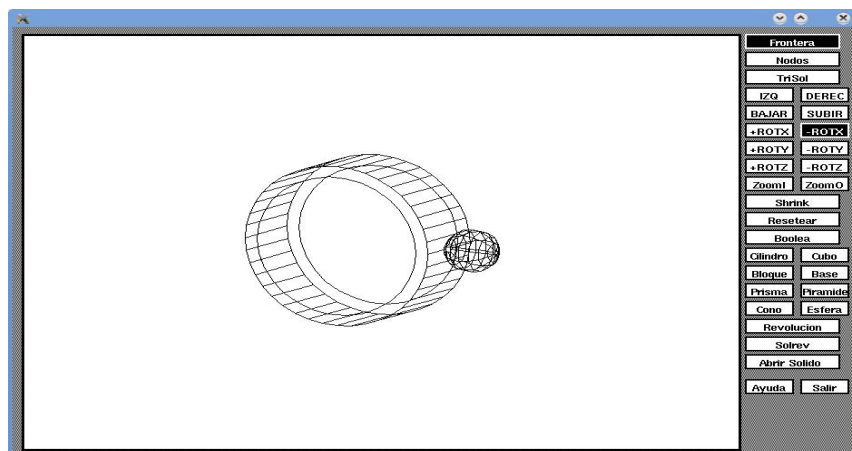 Frontera
Nodos
TriSol
IZQ DEREC
BAJAR SUBIR
+ROTX -ROTX
+ROTY -ROTY
+ROTZ -ROTZ
ZoomI ZoomO
Shrink
Resetear
Boolea
Cilindro Cubo
Bloque Base
Prisma Piramide
Cono Esfera
Revolucion
Solrev
Abrir Solido
Ayuda Salir